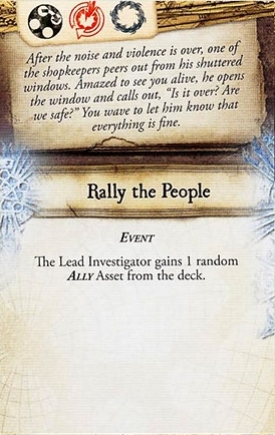 After the noise and violence is over, one of
the shopkeepers peers out from his shuttered
windows. Amazed to see you alive, he opens
the window and calls out, “Is it over? Are
we safe?” You wave to let him know that
everything is fine.
Rally the People
Event
The Lead Investigator gains 1 random
Ally Asset from the deck.